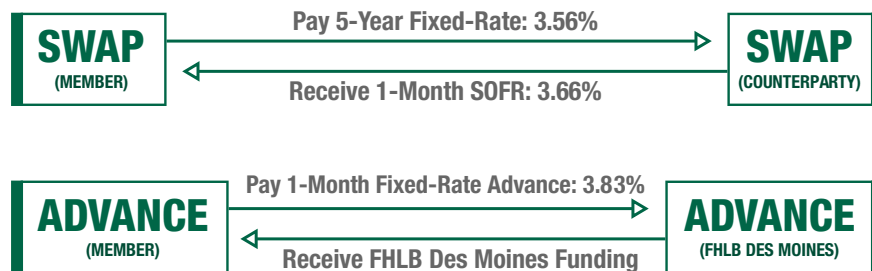 Pay 5-Year Fixed-Rate: 3.56%
SWAP
(MEMBER)
SWAP
(COUNTERPARTY)
Receive 1-Month SOFR: 3.66%
Pay 1-Month Fixed-Rate Advance: 3.83%
ADVANCE
(MEMBER)
ADVANCE
(FHLB DES MOINES)
Receive FHLB Des Moines Funding